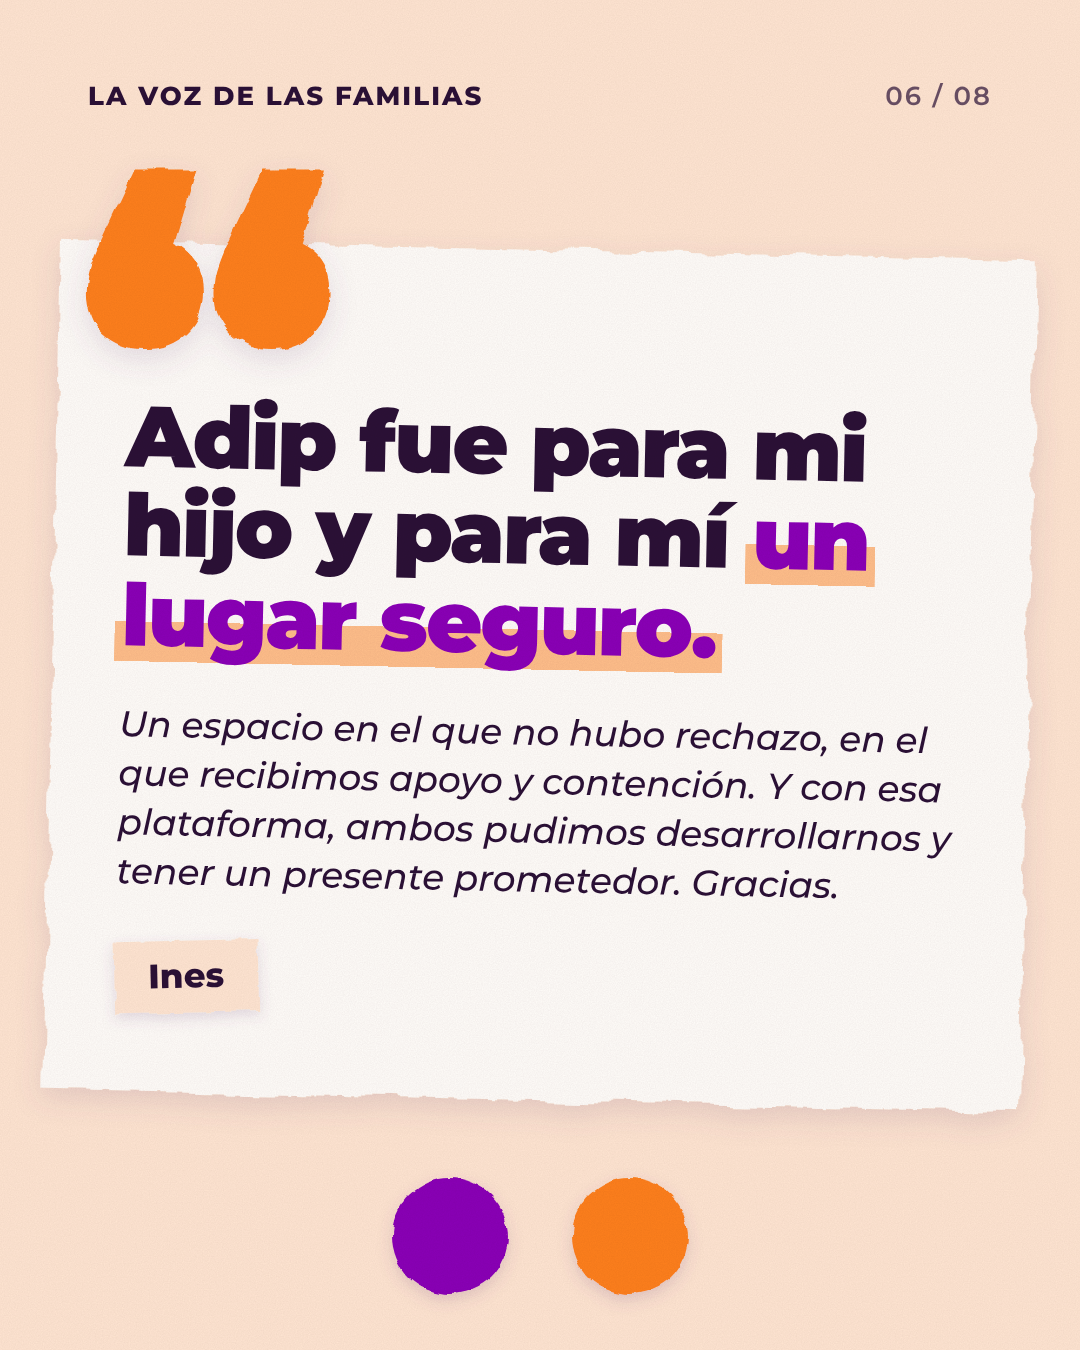 LA VOZ DE LAS FAMILIAS
06 / 08
“
Adip fue para mi
hijo y para mí un
lugar seguro.
Un espacio en el que no hubo rechazo, en el
que recibimos apoyo y contención. Y con esa
plataforma, ambos pudimos desarrollarnos y
tener un presente prometedor. Gracias.
Ines